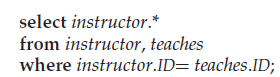 select instructor.*
from instructor, teaches
where instructor.ID= teaches.ID;